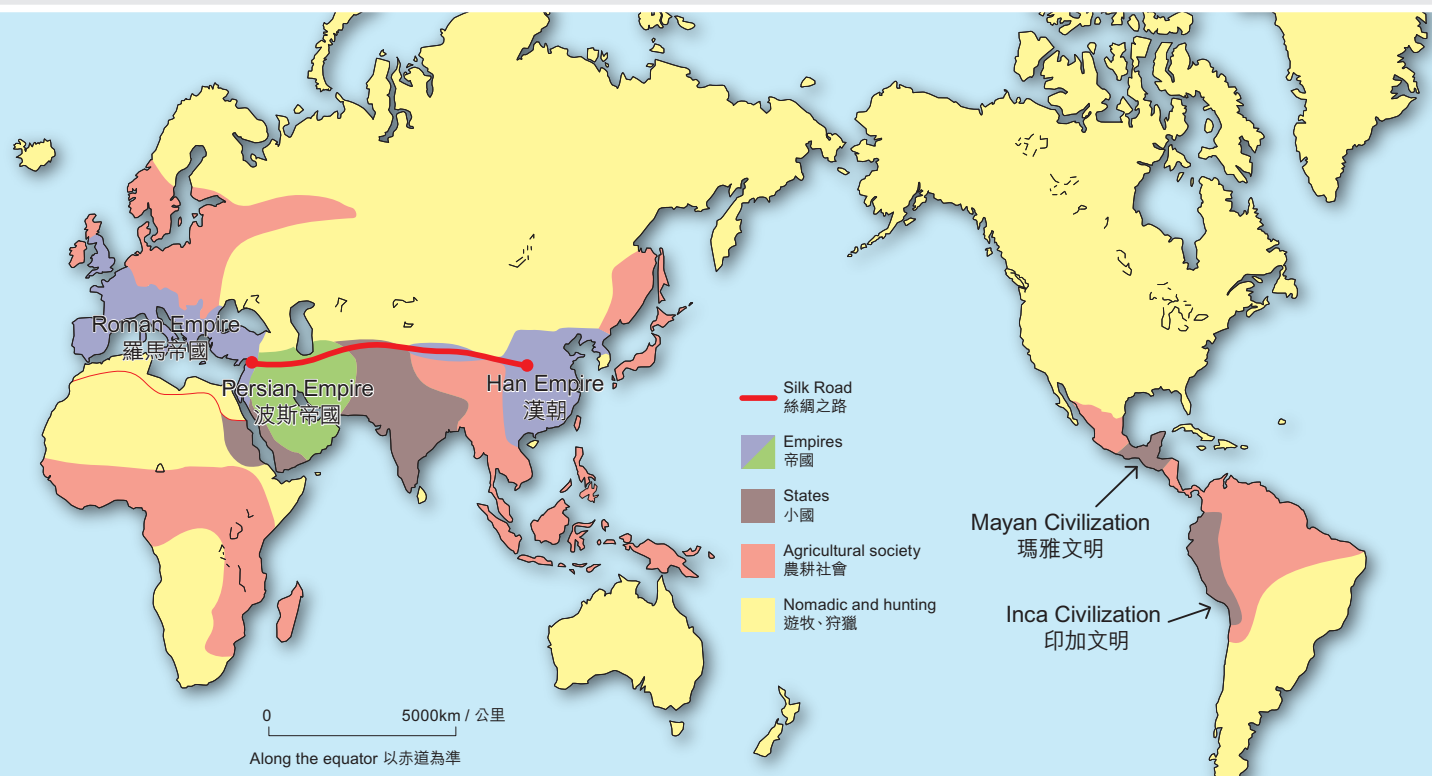 Roman Empire
羅馬帝國
Persian Empire
波斯帝國
Han Empire
漢朝
Silk Road
絲綢之路
Empires
帝國
States
小國
Agricultural society
農耕社會
Nomadic and hunting
遊牧、狩獵
Mayan Civilization
瑪雅文明
Inca Civilization
印加文明
0 5000km / 公里
Along the equator 以赤道為準